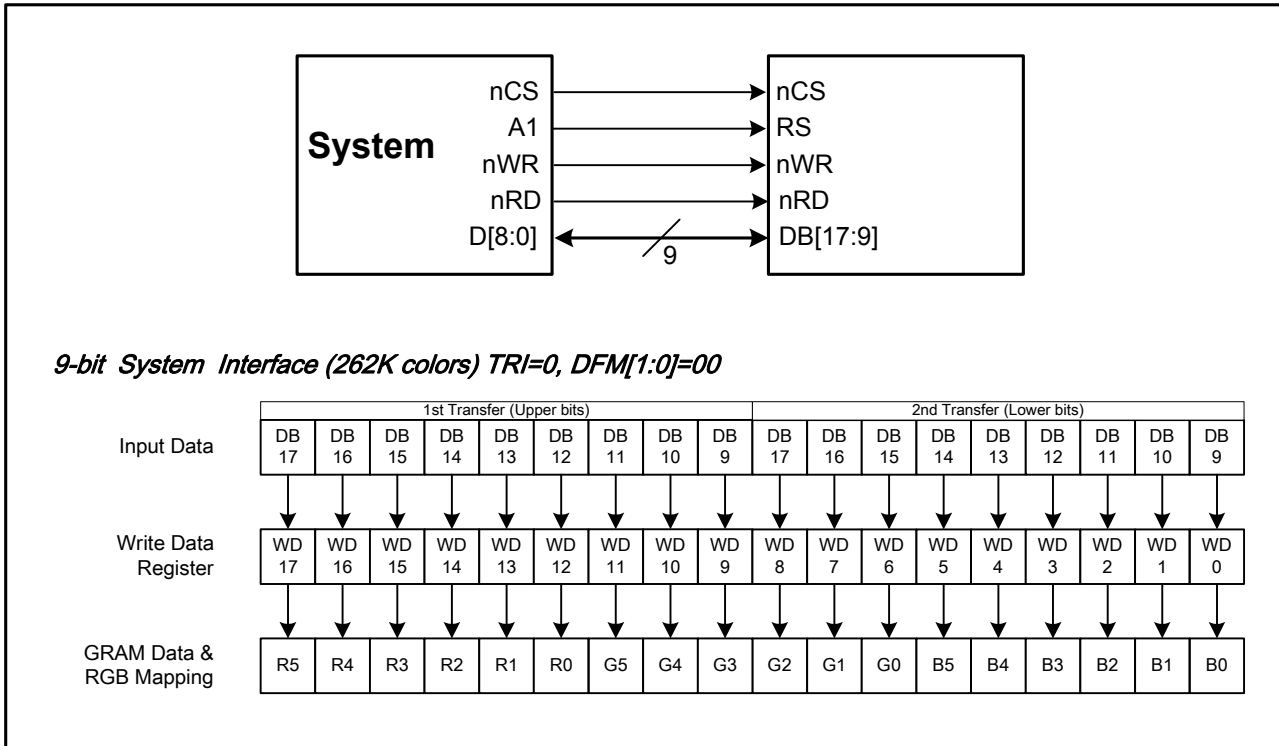 System
nCS
A1
nWR
nRD
D[8:0]
9
nCS
RS
nWR
nRD
DB[17:9]
9-bit System Interface (262K colors) TRI=0, DFM[1:0]=00
1st Transfer (Upper bits) 2nd Transfer (Lower bits)
Input Data
DB DB DB DB DB DB DB DB DB DB DB DB DB DB DB DB DB DB
17 16 15 14 13 12 11 10 9 17 16 15 14 13 12 11 10 9
Write Data
Register
WD WD WD WD WD WD WD WD WD WD WD WD WD WD WD WD WD WD
17 16 15 14 13 12 11 10 9 8 7 6 5 4 3 2 1 0
GRAM Data &
RGB Mapping
R5 R4 R3 R2 R1 R0 G5 G4 G3 G2 G1 G0 B5 B4 B3 B2 B1 B0